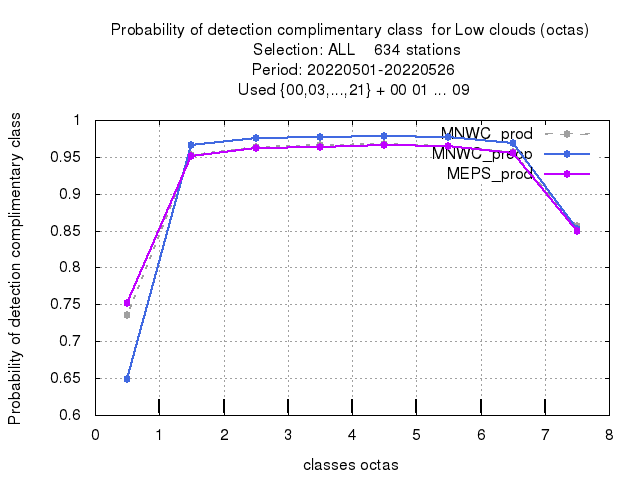 Probability of detection complimentary class for Low clouds (octas)
Selection: ALL 634 stations
Period: 20220501-20220526
Used {00,03,...,21} + 00 01 ... 09
Probability of detection complimentary class
1
0.95
0.9
0.85
0.8
0.75
0.7
0.65
0.6
MNWC_prod
MNWC_preop
MEPS_prod
0 1 2 3 4 5 6 7 8
classes octas